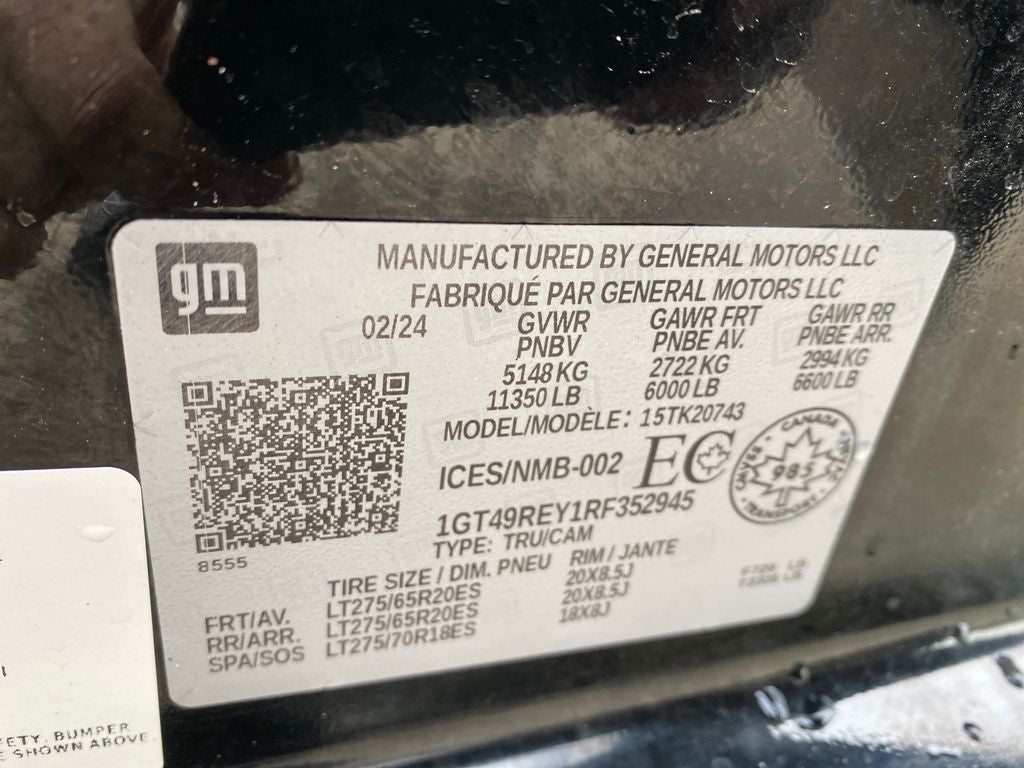 gm
MANUFACTURED BY GENERAL MOTORS LLC
FABRIQUÉ PAR GENERAL MOTORS LLC
02/24
GVWR GAWR FRT GAWR RR
PNBV PNBE AV. PNBE ARR.
5148 KG 2722 KG 2994 KG
11350 LB 6000 LB 6600 LB
MODEL/MODÈLE: 15TK20743
ICES/NMB-002 EC
CANADA
985
TRANSPORT
1GT49REY1RF352945
TYPE: TRU/CAM
8555
TIRE SIZE / DIM. PNEU RIM / JANTE
FRT/AV. LT275/65R20ES 20X8.5J
RR/ARR. LT275/65R20ES 20X8.5J
SPA/SOS LT275/70R18ES 18X8J
BUMPER
SHOWN ABOVE.